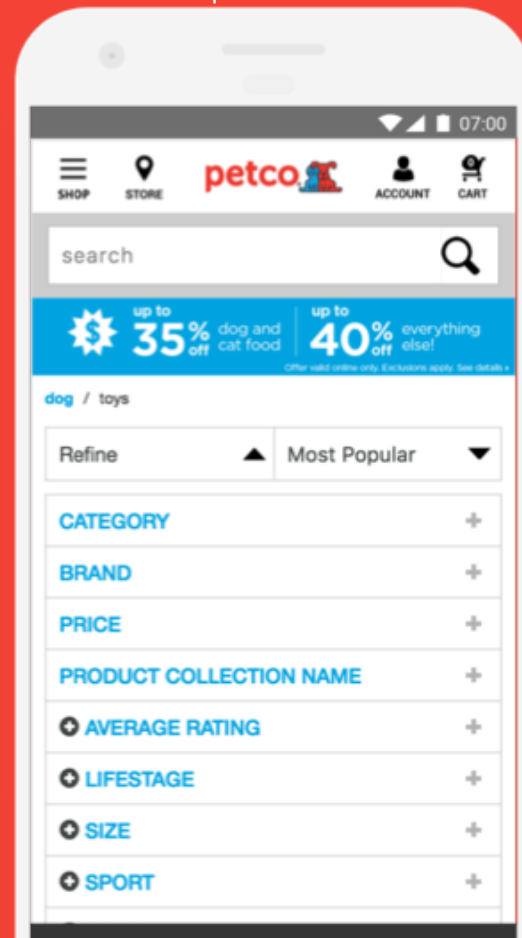 07:00
SHOP STORE petco ACCOUNT CART
search
up to 35% off dog and cat food up to 40% off everything else!
Offer valid online only. Exclusions apply. See details
dog / toys
Refine Most Popular
CATEGORY
BRAND
PRICE
PRODUCT COLLECTION NAME
AVERAGE RATING
LIFESTAGE
SIZE
SPORT